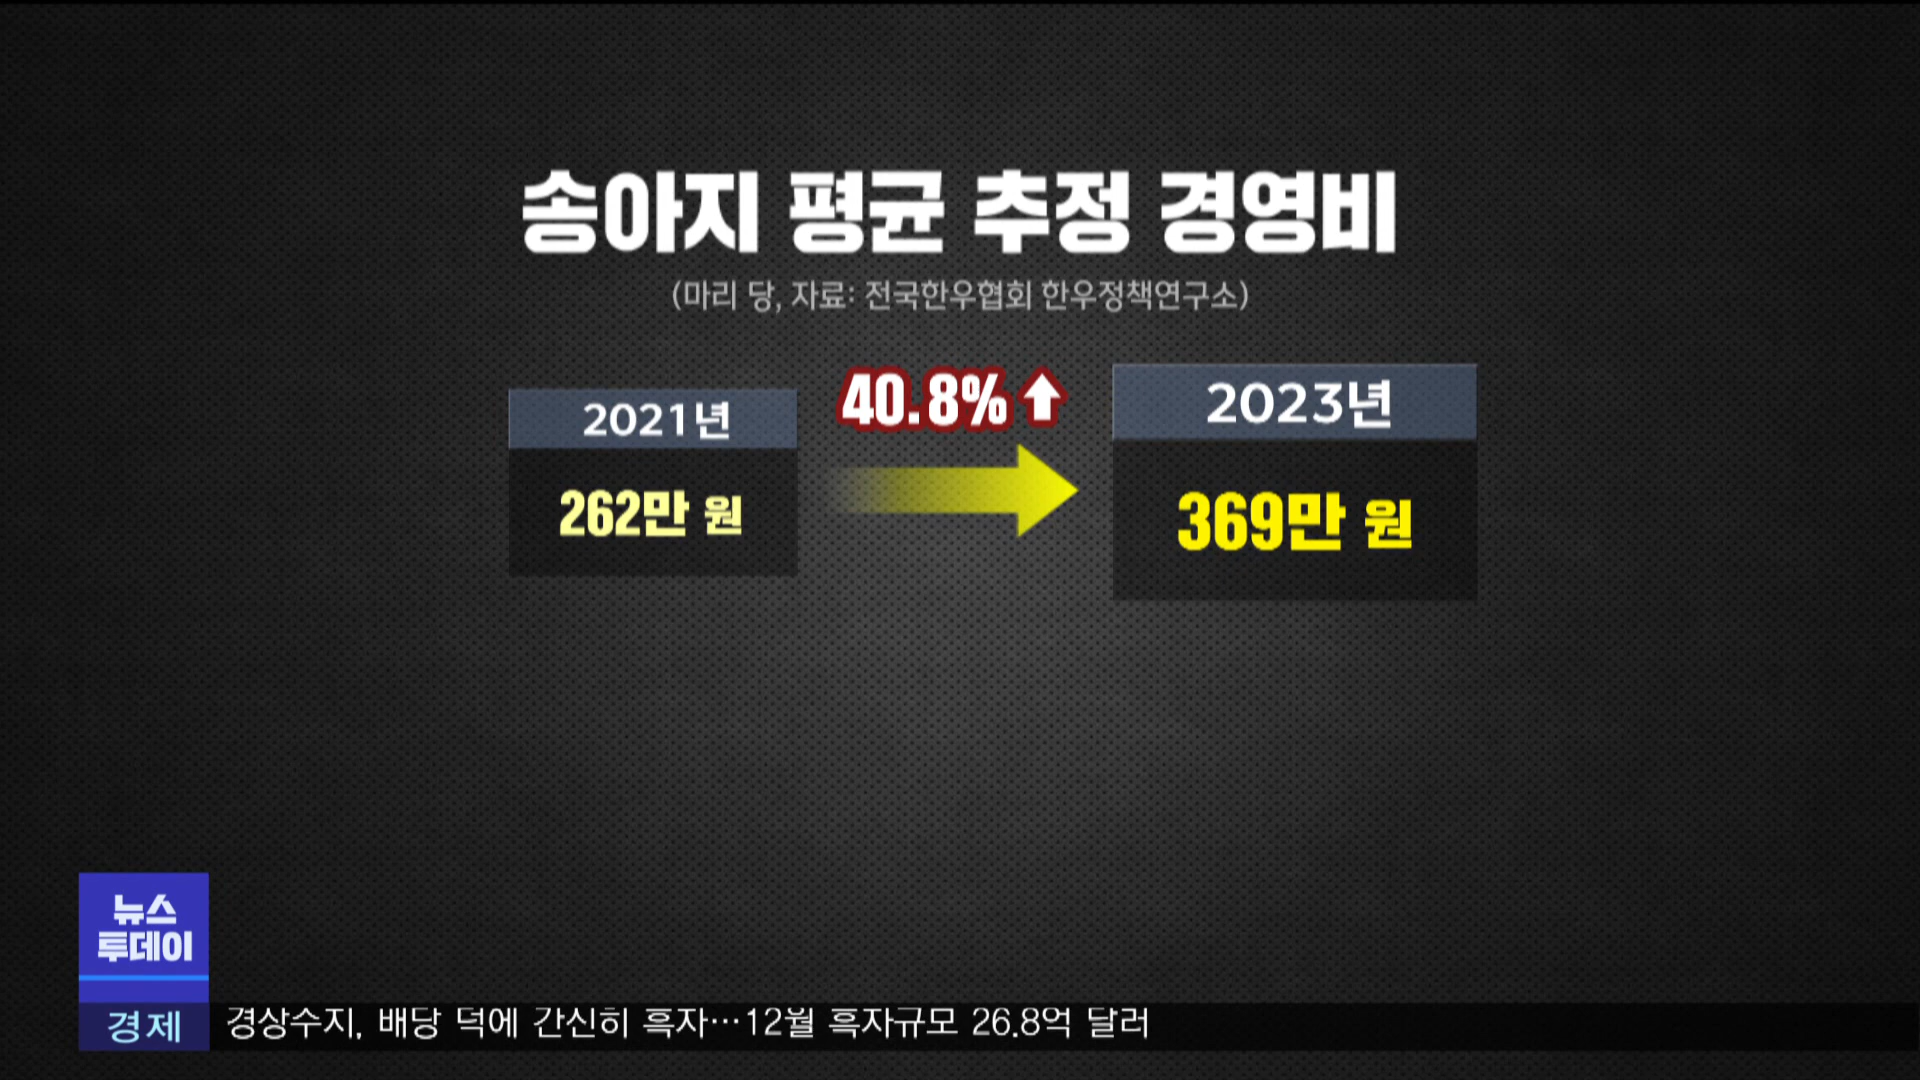 송아지 평균 추정 경영비
(마리 당, 자료: 전국한우협회 한우정책연구소)
2021년
262만 원
40.8%⬆
2023년
369만 원
뉴스
투데이
경제
경상수지, 배당 덕에 간신히 흑자…12월 흑자규모 26.8억 달러